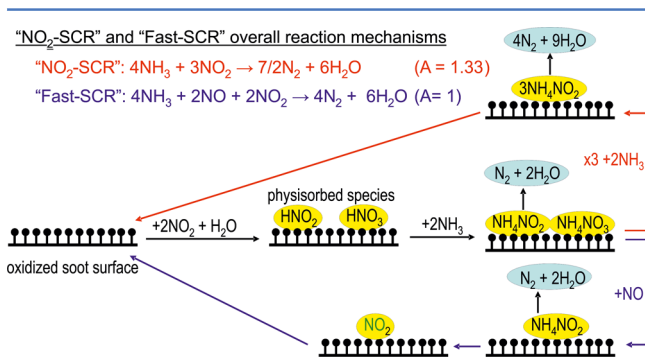 "NO₂-SCR" and "Fast-SCR" overall reaction mechanisms
"NO₂-SCR": 4NH₃ + 3NO₂ → 7/2N₂ + 6H₂O (A = 1.33)
"Fast-SCR": 4NH₃ + 2NO + 2NO₂ → 4N₂ + 6H₂O (A= 1)
4N₂ + 9H₂O
3NH₄NO₂
x3 +2NH₃
N₂ + 2H₂O
physisorbed species
HNO₂ HNO₃
NH₄NO₂ NH₄NO₃
+2NO₂ + H₂O
+2NH₃
oxidized soot surface
N₂ + 2H₂O
+NO
NO₂
NH₄NO₂